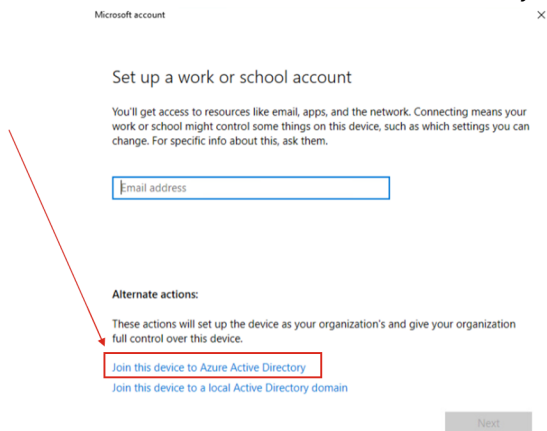 Microsoft account
Set up a work or school account
You'll get access to resources like email, apps, and the network. Connecting means your
work or school might control some things on this device, such as which settings you can
change. For specific info about this, ask them.
Email address
Alternate actions:
These actions will set up the device as your organization's and give your organization
full control over this device.
Join this device to Azure Active Directory
Join this device to a local Active Directory domain
Next